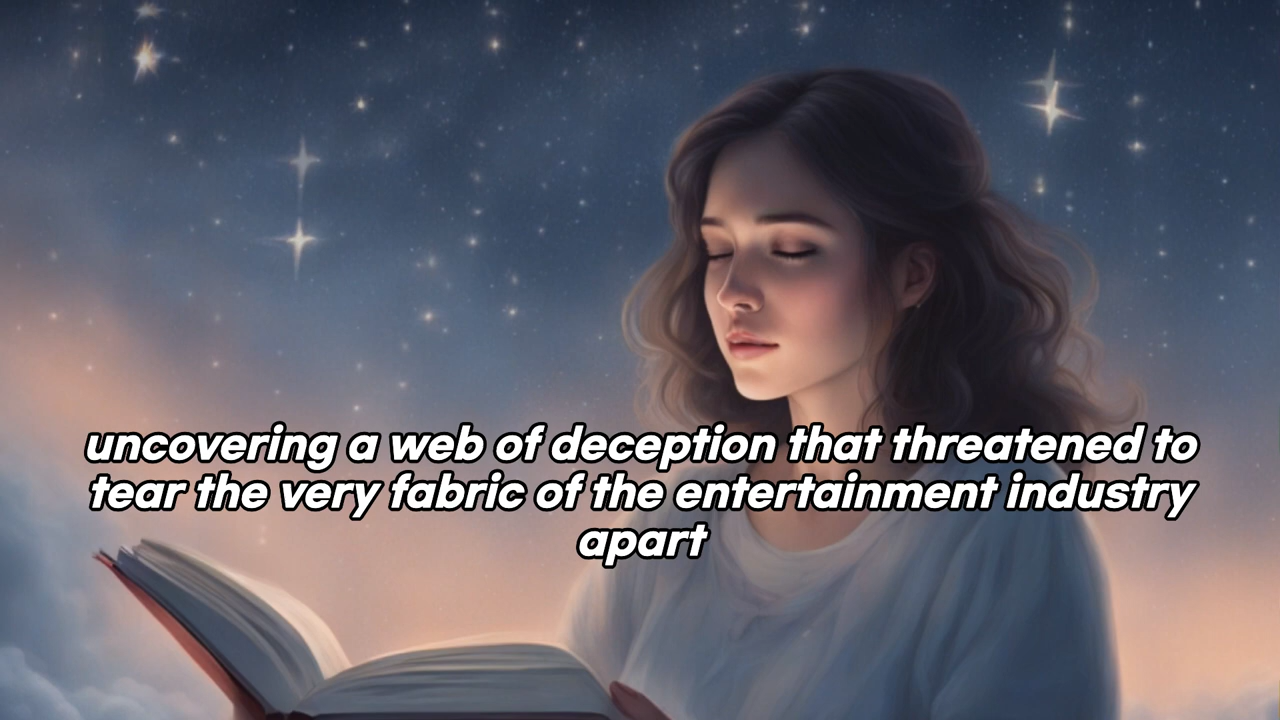 uncovering a web of deception that threatened to
tear the very fabric of the entertainment industry
apart